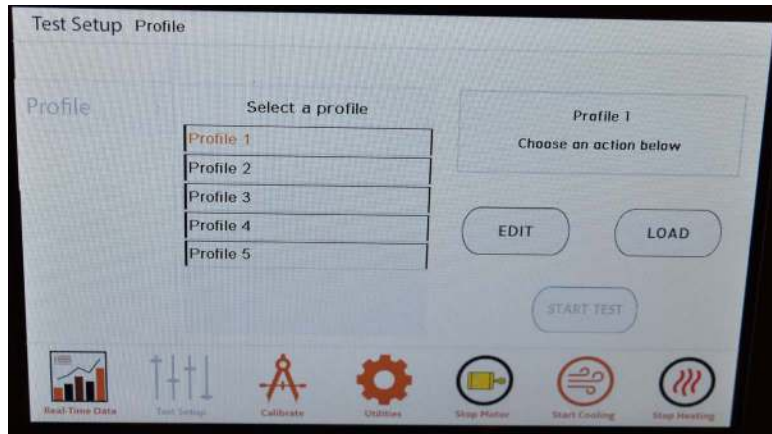 Test Setup Profile
Profile
Select a profile
Profile 1
Profile 2
Profile 3
Profile 4
Profile 5
Profile 1
Choose an action below
EDIT
LOAD
START TEST
Real-Time Data
Test Setup
Calibrate
Utilities
Stop Motor
Start Cooling
Stop Heating